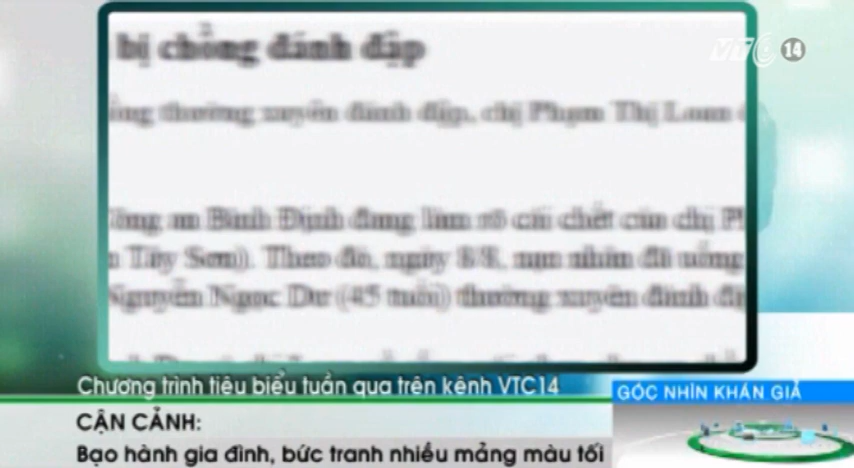 bị chồng đánh đập
VTC 14
thường xuyên đánh đập, chị Phạm Thị Loan
Công an Bình Định đang làm rõ cái chết của chị
Tây Sơn). Theo đó, ngày 8/8, nạn nhân đã uống
Nguyễn Ngọc Dư (45 tuổi) thường xuyên đánh
Chương trình tiêu biểu tuần qua trên kênh VTC14
GÓC NHÌN KHÁN GIẢ
CẬN CẢNH:
Bạo hành gia đình, bức tranh nhiều mảng màu tối